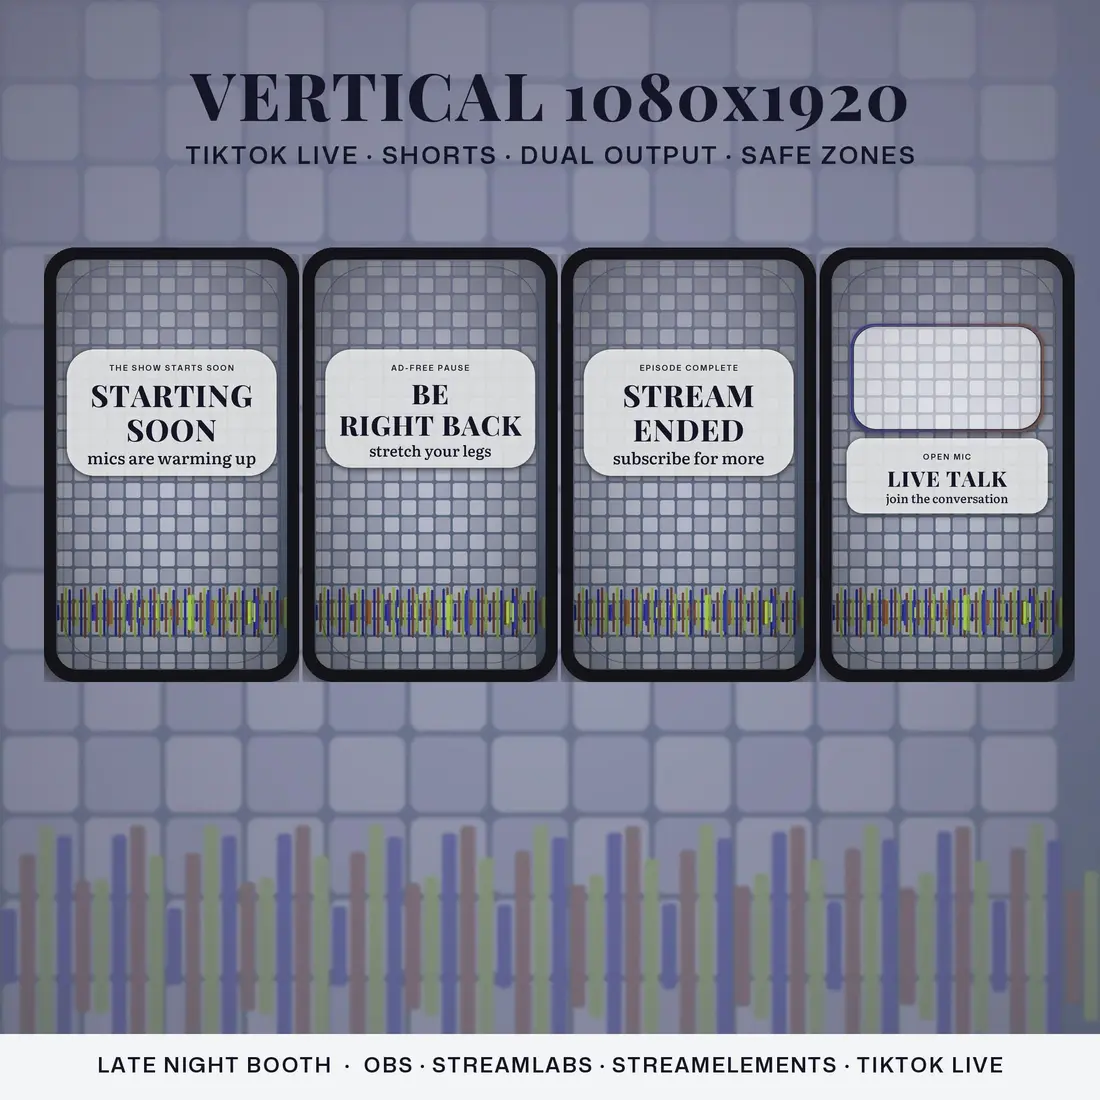 VERTICAL 1080x1920
TIKTOK LIVE · SHORTS · DUAL OUTPUT · SAFE ZONES
THE SHOW STARTS SOON
STARTING
SOON
mics are warming up
AD-FREE PAUSE
BE
RIGHT BACK
stretch your legs
EPISODE COMPLETE
STREAM
ENDED
subscribe for more
OPEN MIC
LIVE TALK
join the conversation
LATE NIGHT BOOTH · OBS · STREAMLABS · STREAMELEMENTS · TIKTOK LIVE